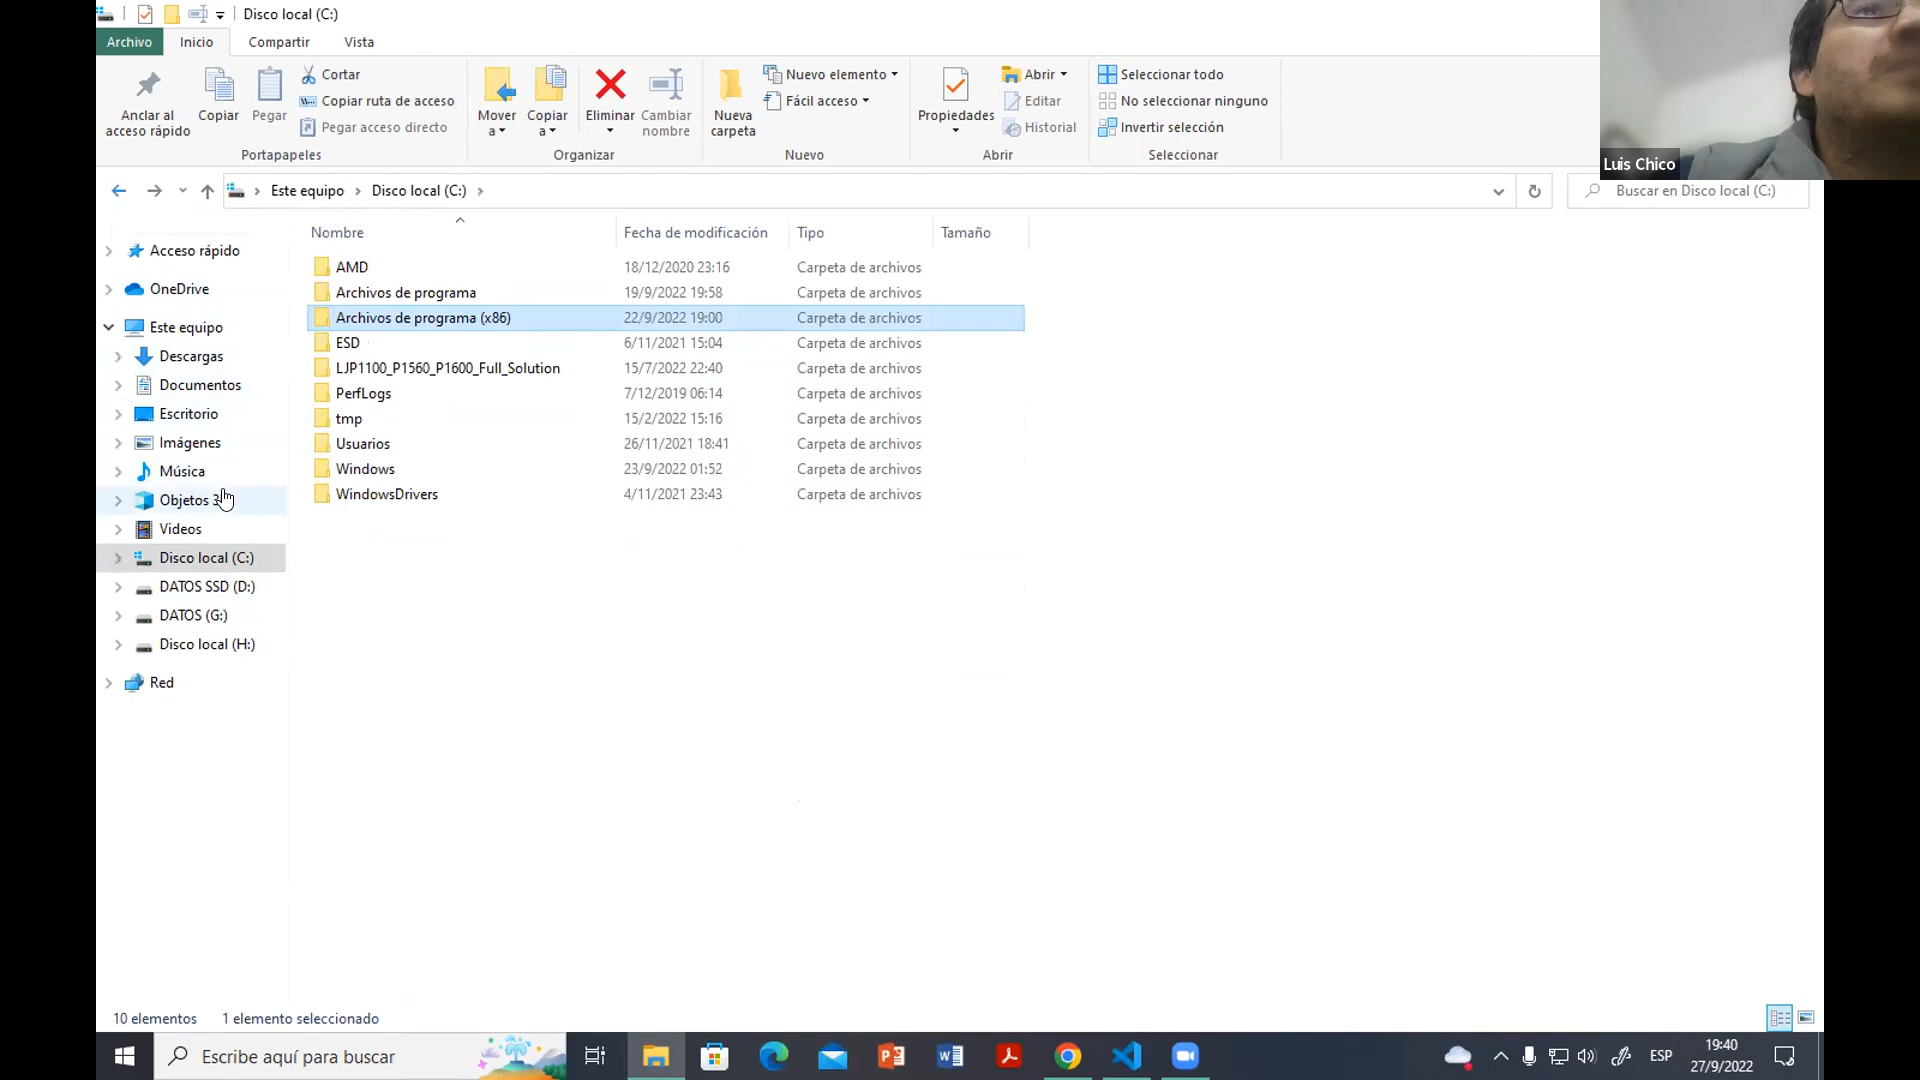 Disco local (C:)
Archivo Inicio Compartir Vista
Anclar al acceso rápido
Copiar
Pegar
Cortar
Copiar ruta de acceso
Pegar acceso directo
Portapapeles
Mover a
Copiar a
Eliminar
Cambiar nombre
Organizar
Nueva carpeta
Nuevo elemento
Fácil acceso
Nuevo
Propiedades
Abrir
Editar
Historial
Abrir
Seleccionar todo
No seleccionar ninguno
Invertir selección
Seleccionar
Luis Chico
Este equipo > Disco local (C:) >
Buscar en Disco local (C:)
Acceso rápido
OneDrive
Este equipo
Descargas
Documentos
Escritorio
Imágenes
Música
Objetos 3
Videos
Disco local (C:)
DATOS SSD (D:)
DATOS (G:)
Disco local (H:)
Red
Nombre Fecha de modificación Tipo Tamaño
AMD 18/12/2020 23:16 Carpeta de archivos
Archivos de programa 19/9/2022 19:58 Carpeta de archivos
Archivos de programa (x86) 22/9/2022 19:00 Carpeta de archivos
ESD 6/11/2021 15:04 Carpeta de archivos
LJP1100_P1560_P1600_Full_Solution 15/7/2022 22:40 Carpeta de archivos
PerfLogs 7/12/2019 06:14 Carpeta de archivos
tmp 15/2/2022 15:16 Carpeta de archivos
Usuarios 26/11/2021 18:41 Carpeta de archivos
Windows 23/9/2022 01:52 Carpeta de archivos
WindowsDrivers 4/11/2021 23:43 Carpeta de archivos
10 elementos 1 elemento seleccionado
Escribe aquí para buscar
ESP
19:40
27/9/2022